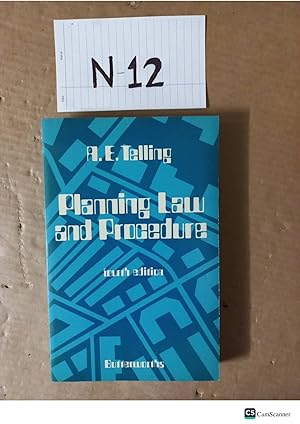 N-12
A. E. Telling
Planning Law
and Procedure
fourth edition
Butterworths
CS CamScanner